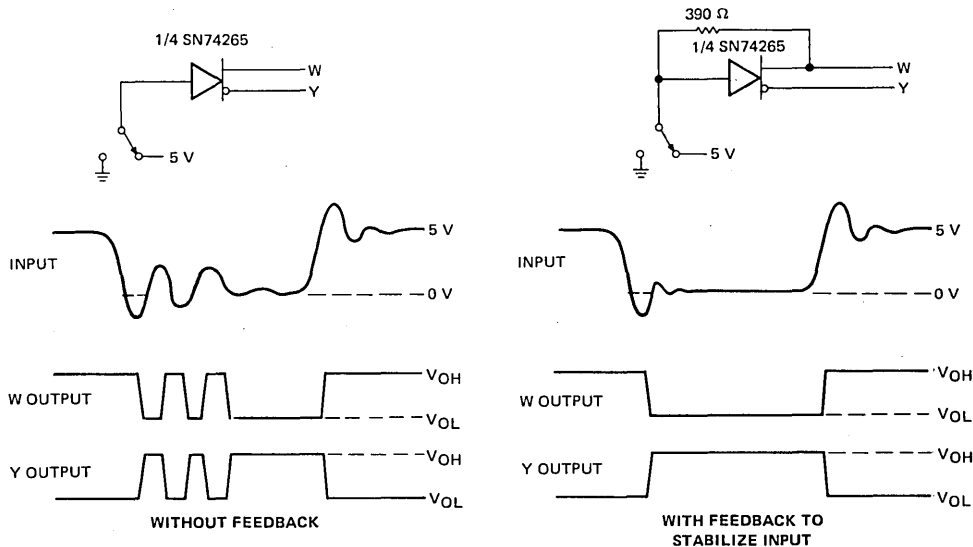 1/4 SN74265
W
Y
5 V
INPUT
5 V
0 V
W OUTPUT
VOH
VOL
Y OUTPUT
VOH
VOL
WITHOUT FEEDBACK
390 Ω
1/4 SN74265
W
Y
5 V
INPUT
5 V
0 V
W OUTPUT
VOH
VOL
Y OUTPUT
VOH
VOL
WITH FEEDBACK TO
STABILIZE INPUT